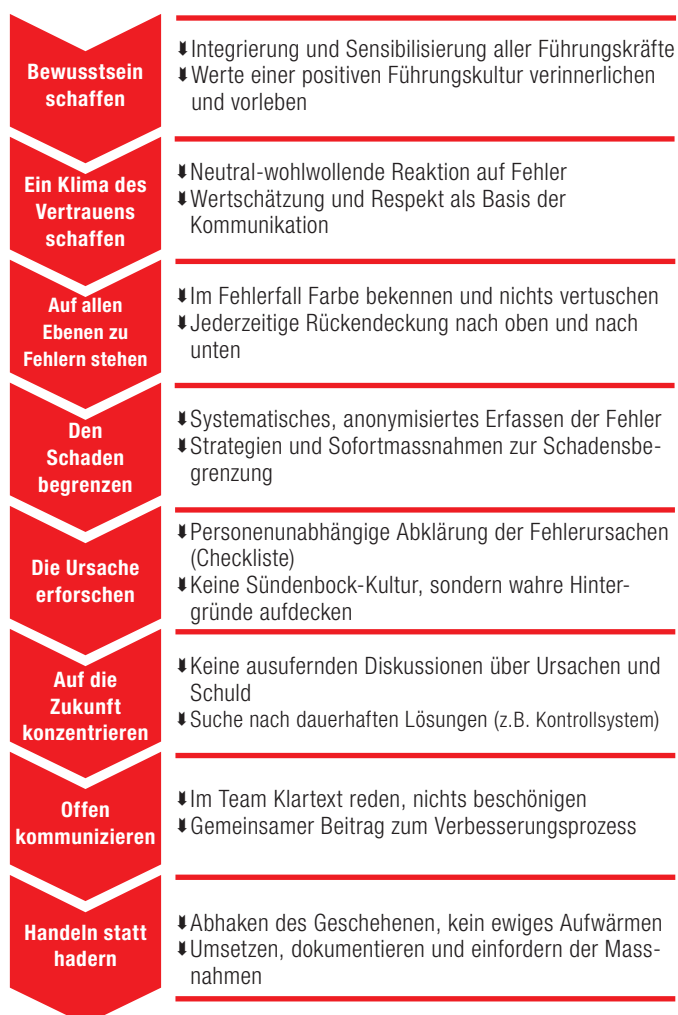 Bewusstsein
schaffen
⬇Integrierung und Sensibilisierung aller Führungskräfte
⬇Werte einer positiven Führungskultur verinnerlichen
und vorleben
Ein Klima des
Vertrauens
schaffen
⬇Neutral-wohlwollende Reaktion auf Fehler
⬇Wertschätzung und Respekt als Basis der
Kommunikation
Auf allen
Ebenen zu
Fehlern stehen
⬇Im Fehlerfall Farbe bekennen und nichts vertuschen
⬇Jederzeitige Rückendeckung nach oben und nach
unten
Den
Schaden
begrenzen
⬇Systematisches, anonymisiertes Erfassen der Fehler
⬇Strategien und Sofortmassnahmen zur Schadensbe-
grenzung
Die Ursache
erforschen
⬇Personenunabhängige Abklärung der Fehlerursachen
(Checkliste)
⬇Keine Sündenbock-Kultur, sondern wahre Hinter-
gründe aufdecken
Auf die
Zukunft
konzentrieren
⬇Keine ausufernden Diskussionen über Ursachen und
Schuld
⬇Suche nach dauerhaften Lösungen (z.B. Kontrollsystem)
Offen
kommunizieren
⬇Im Team Klartext reden, nichts beschönigen
⬇Gemeinsamer Beitrag zum Verbesserungsprozess
Handeln statt
hadern
⬇Abhaken des Geschehenen, kein ewiges Aufwärmen
⬇Umsetzen, dokumentieren und einfordern der Mass-
nahmen